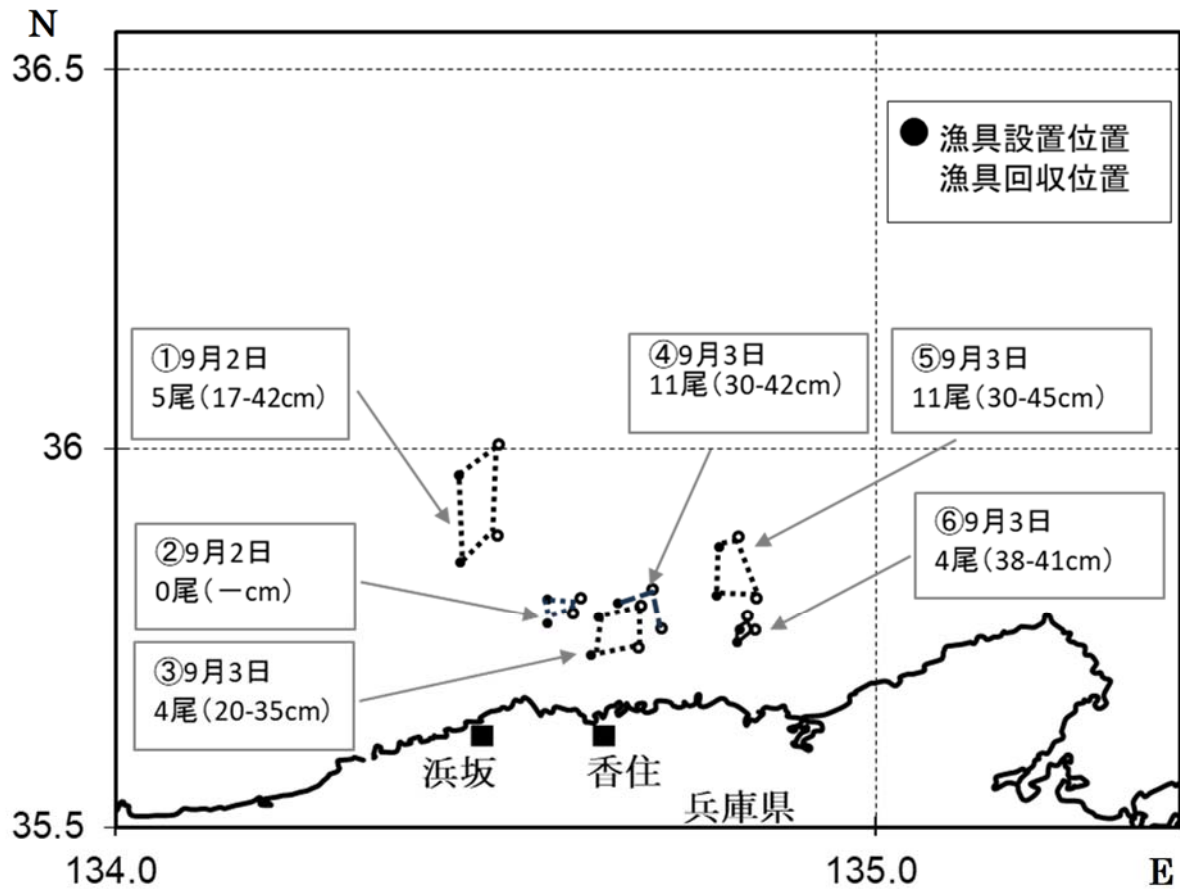 N
36.5
漁具設置位置
漁具回収位置
①9月2日
5尾（17-42cm）
④9月3日
11尾（30-42cm）
⑤9月3日
11尾（30-45cm）
36
②9月2日
0尾（－cm）
⑥9月3日
4尾（38-41cm）
③9月3日
4尾（20-35cm）
浜坂
香住
兵庫県
35.5
134.0
135.0
E